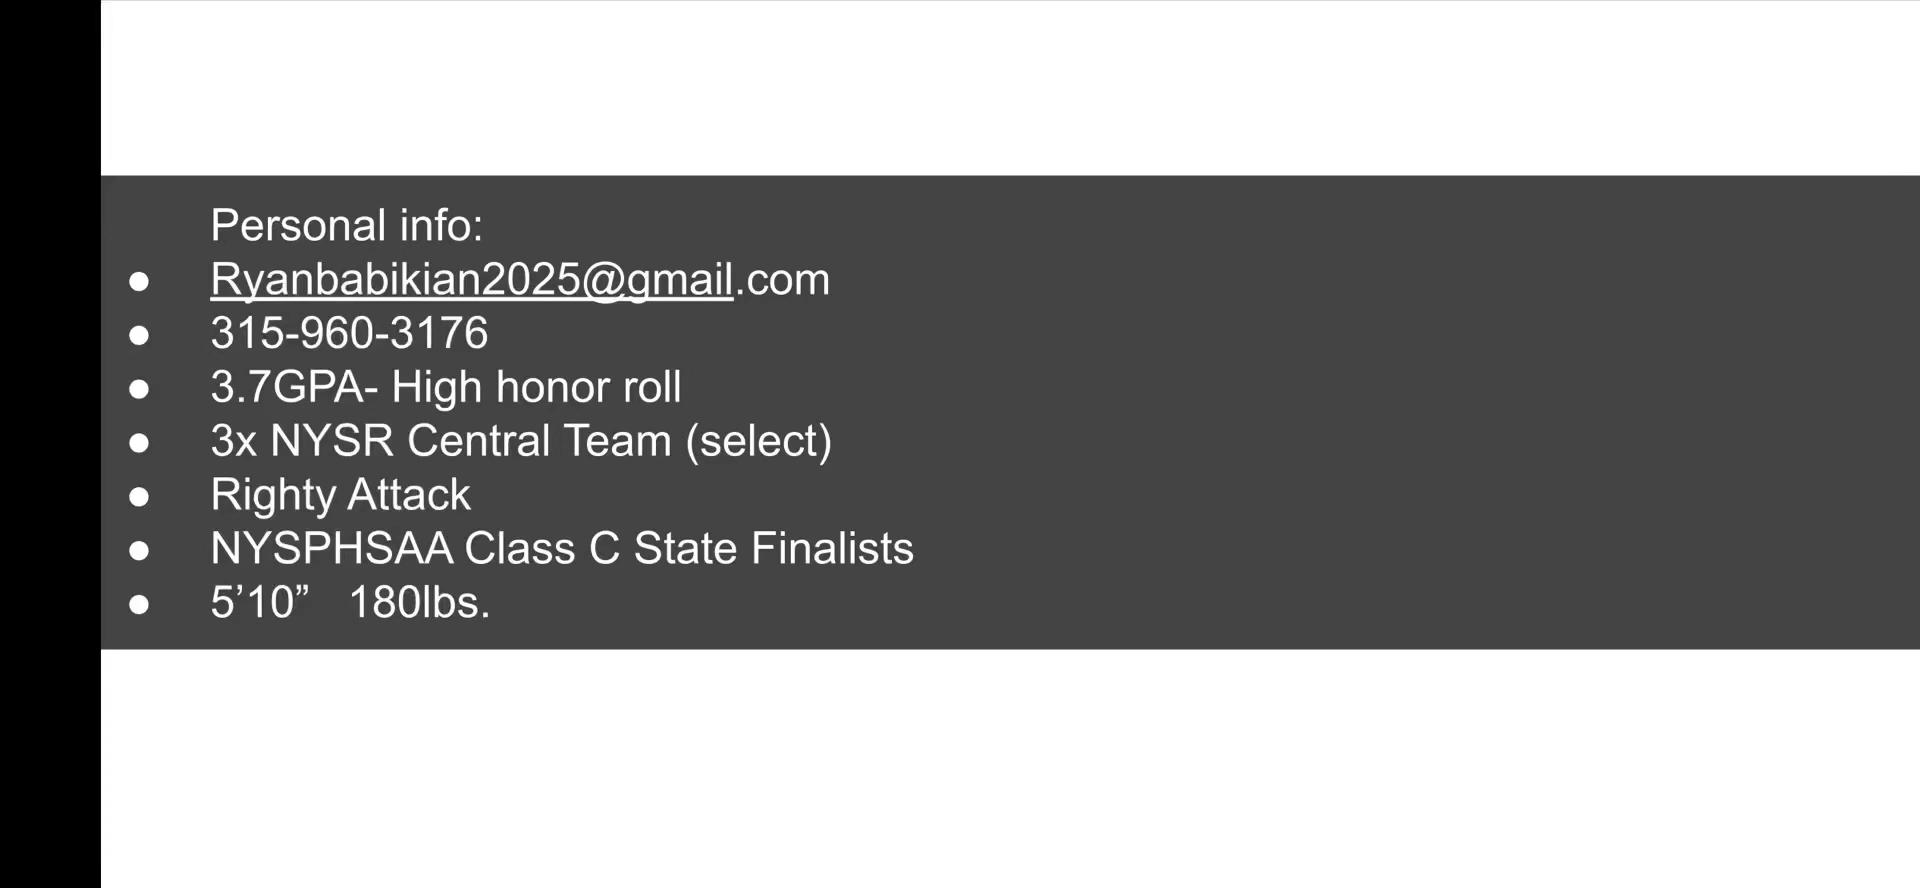 Personal info:
● Ryanbabikian2025@gmail.com
● 315-960-3176
● 3.7GPA- High honor roll
● 3x NYSR Central Team (select)
● Righty Attack
● NYSPHSAA Class C State Finalists
● 5’10”   180lbs.